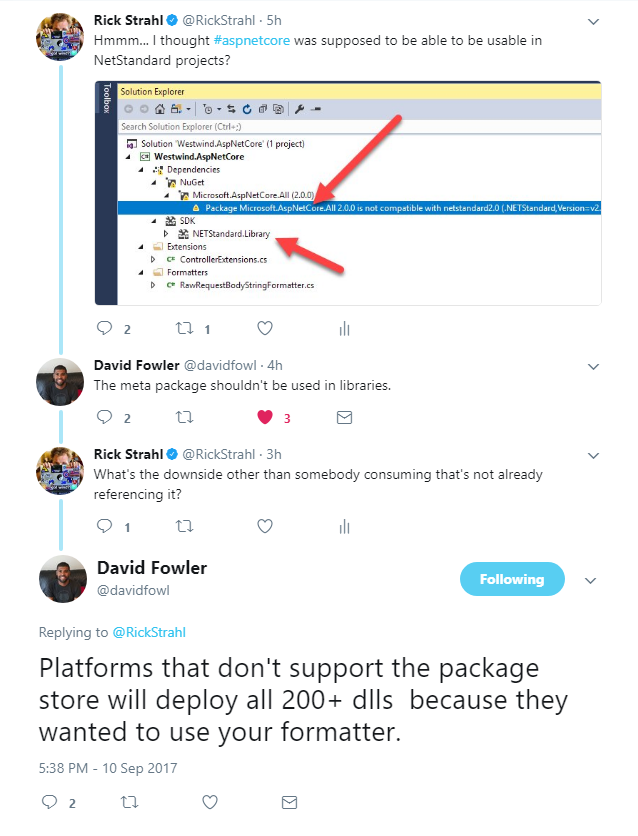 Rick Strahl @RickStrahl · 5h
Hmmm... I thought #aspnetcore was supposed to be able to be usable in
NetStandard projects?
Toolbox
Solution Explorer
Search Solution Explorer (Ctrl+;)
Solution 'Westwind.AspNetCore' (1 project)
C# Westwind.AspNetCore
Dependencies
NuGet
Microsoft.AspNetCore.All (2.0.0)
Package Microsoft.AspNetCore.All 2.0.0 is not compatible with netstandard2.0 (.NETStandard,Version=v2.
SDK
NETStandard.Library
Extensions
C# ControllerExtensions.cs
Formatters
C# RawRequestBodyStringFormatter.cs
2 1
David Fowler @davidfowl · 4h
The meta package shouldn't be used in libraries.
2 3
Rick Strahl @RickStrahl · 3h
What's the downside other than somebody consuming that's not already
referencing it?
1
David Fowler
@davidfowl
Following
Replying to @RickStrahl
Platforms that don't support the package
store will deploy all 200+ dlls because they
wanted to use your formatter.
5:38 PM - 10 Sep 2017
2